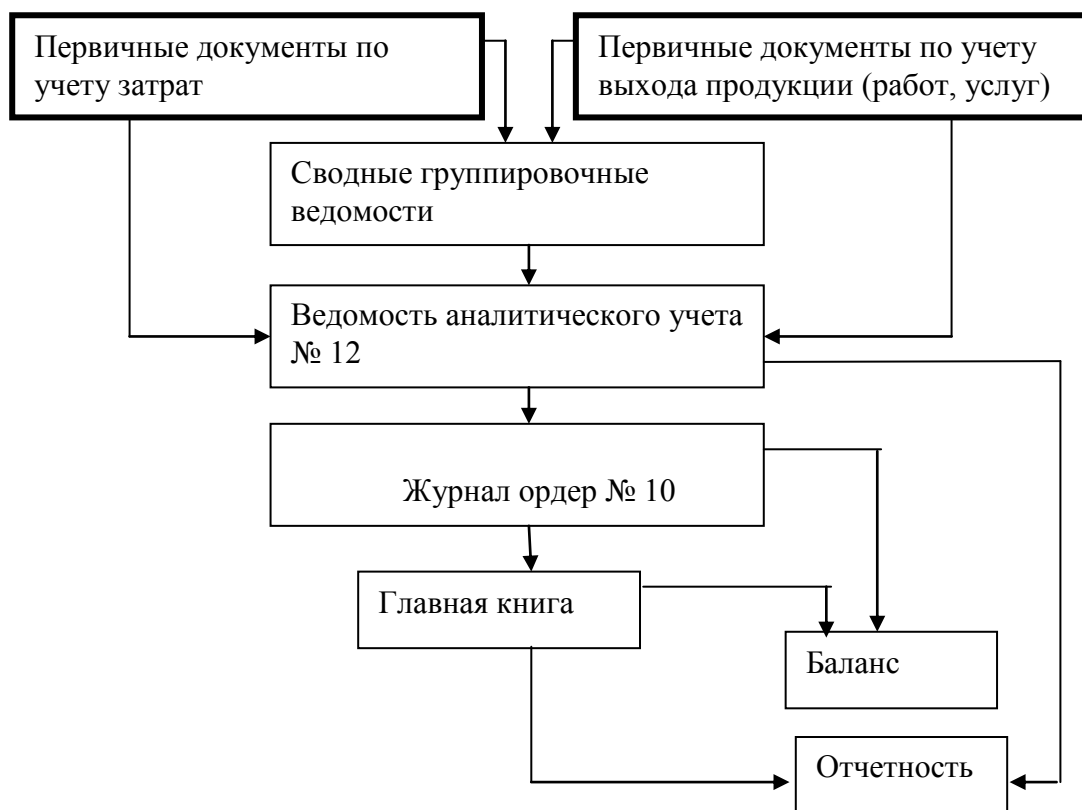 Первичные документы по
учету затрат
Первичные документы по учету
выхода продукции (работ, услуг)
Сводные группировочные
ведомости
Ведомость аналитического учета
№ 12
Журнал ордер № 10
Главная книга
Баланс
Отчетность